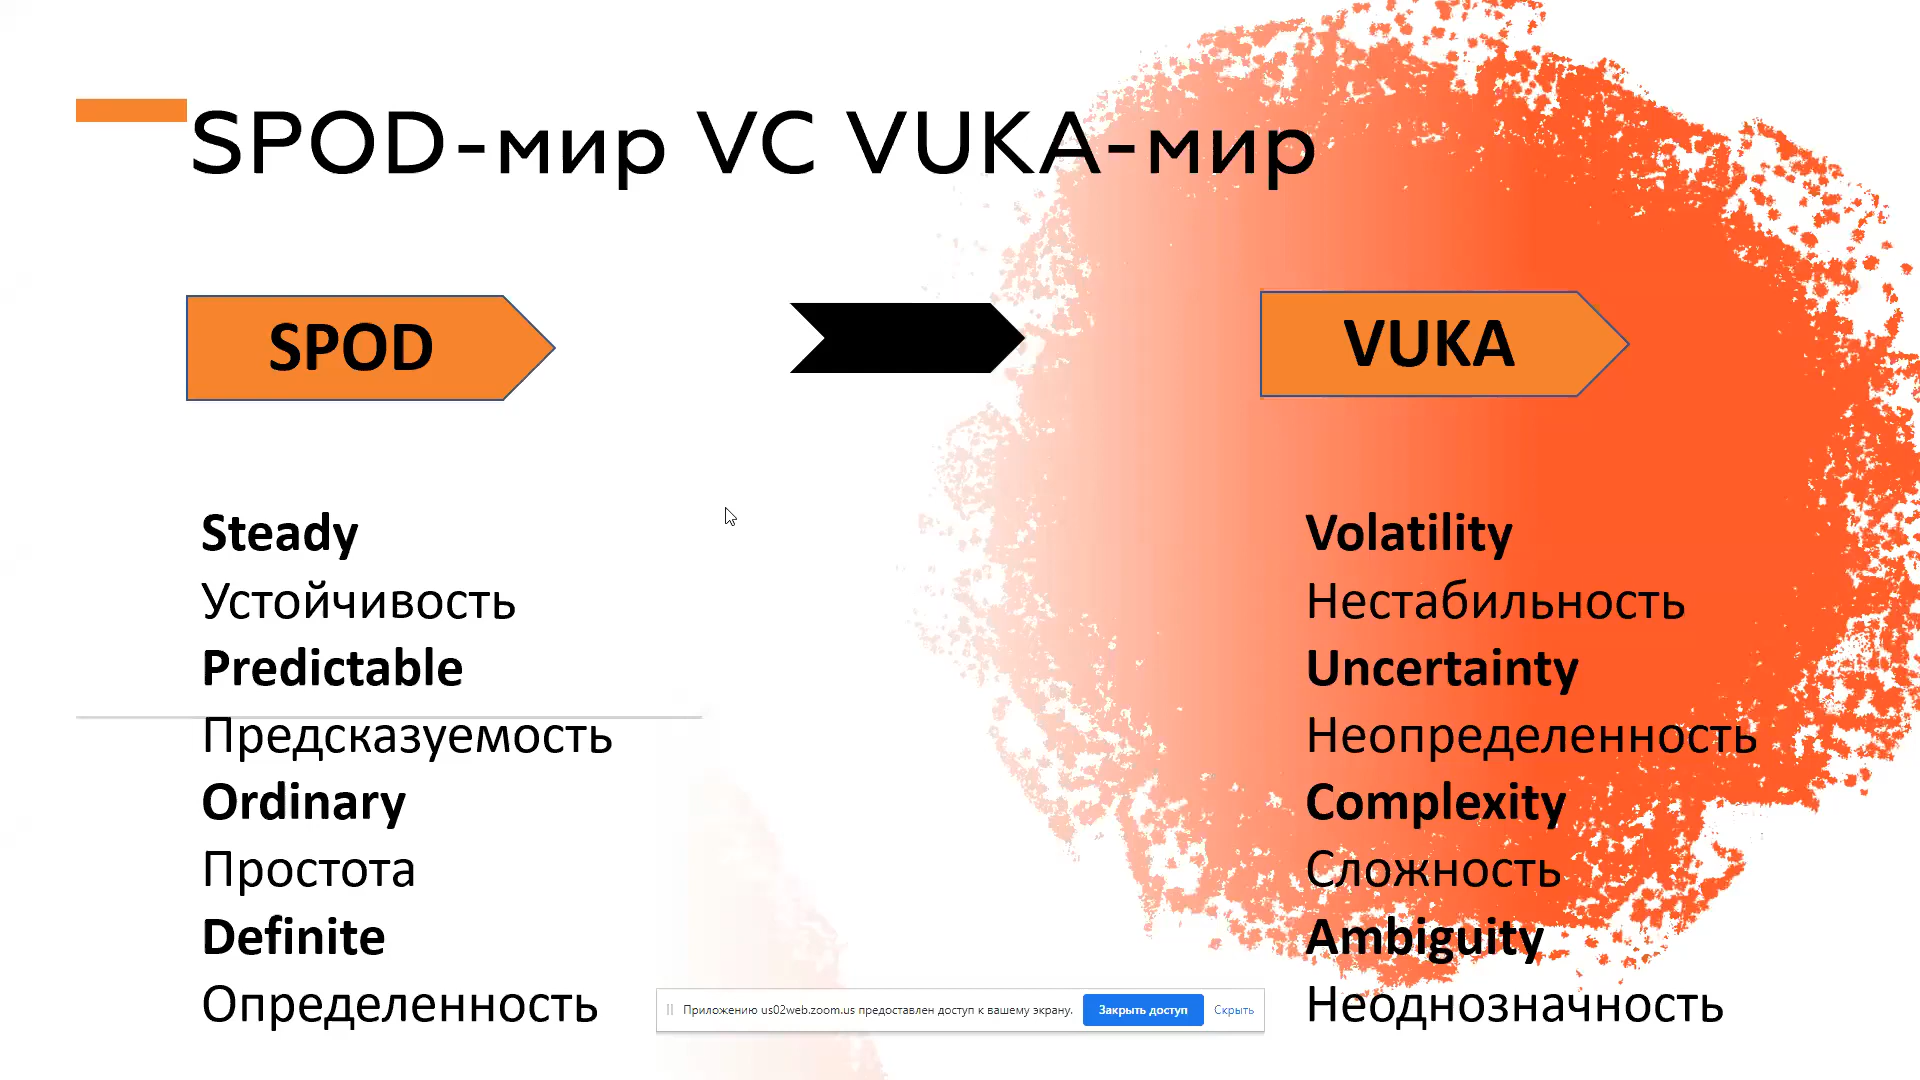 SPOD-мир VC VUKA-мир
SPOD
VUKA
Steady
Устойчивость
Predictable
Предсказуемость
Ordinary
Простота
Definite
Определенность
Volatility
Нестабильность
Uncertainty
Неопределенность
Complexity
Сложность
Ambiguity
Неоднозначность
Приложению us02web.zoom.us предоставлен доступ к вашему экрану. Закрыть доступ Скрыть